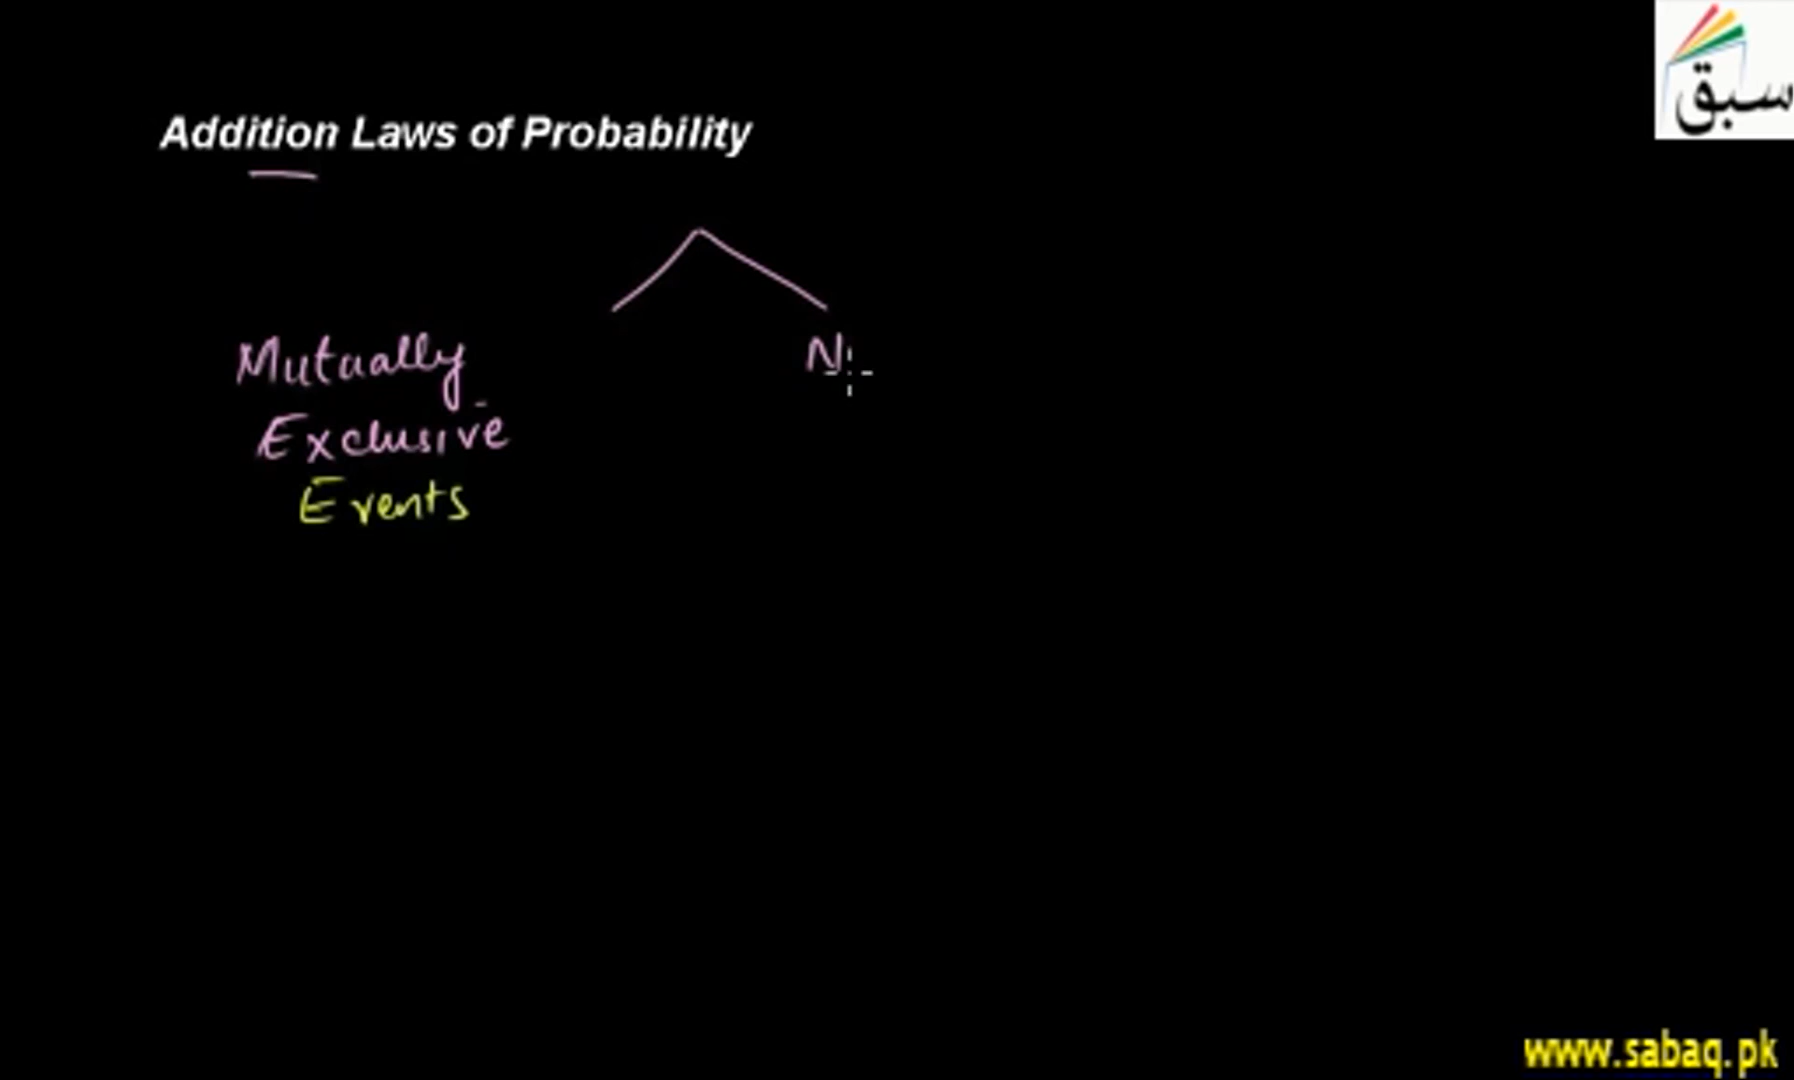 سبق
Addition Laws of Probability
Mutually
Exclusive
Events
N
www.sabaq.pk